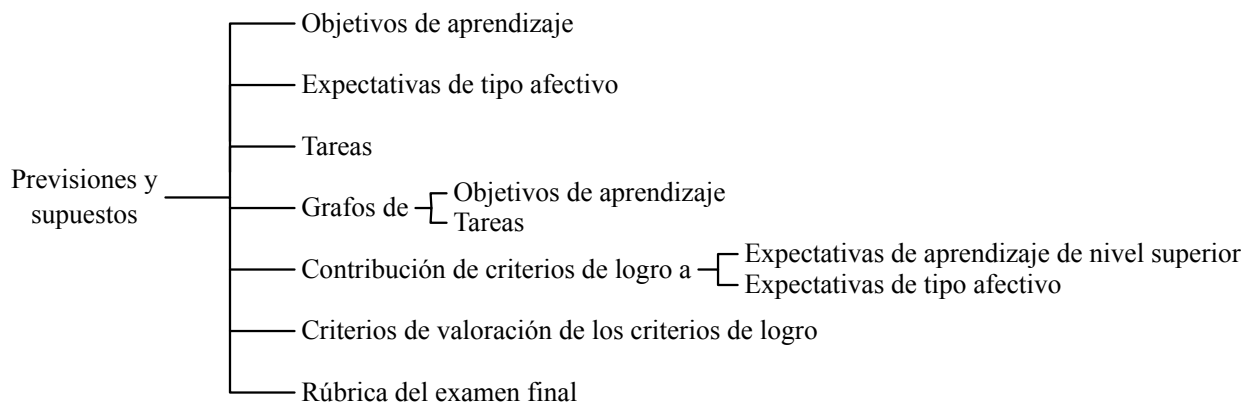 Objetivos de aprendizaje
Expectativas de tipo afectivo
Tareas
Previsiones y
supuestos
Grafos de
Objetivos de aprendizaje
Tareas
Contribución de criterios de logro a
Expectativas de aprendizaje de nivel superior
Expectativas de tipo afectivo
Criterios de valoración de los criterios de logro
Rúbrica del examen final